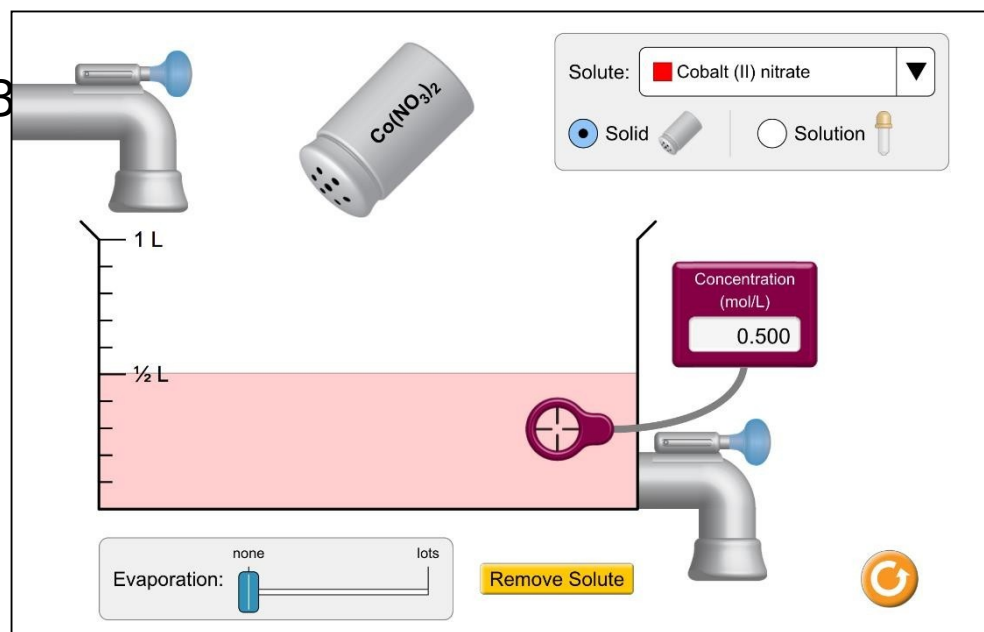 3
Co(NO₃)₂
Solute: Cobalt (II) nitrate
Solid Solution
1 L
½ L
Concentration
(mol/L)
0.500
none lots
Evaporation:
Remove Solute